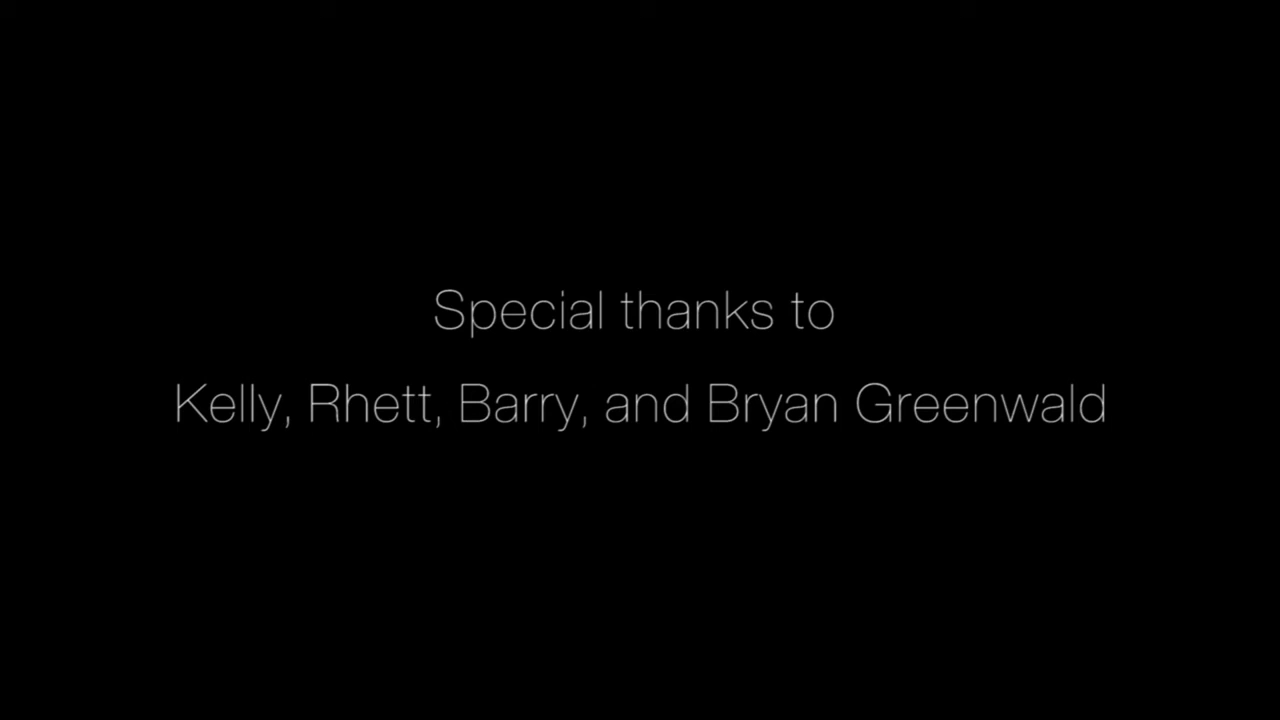 Special thanks to
Kelly, Rhett, Barry, and Bryan Greenwald